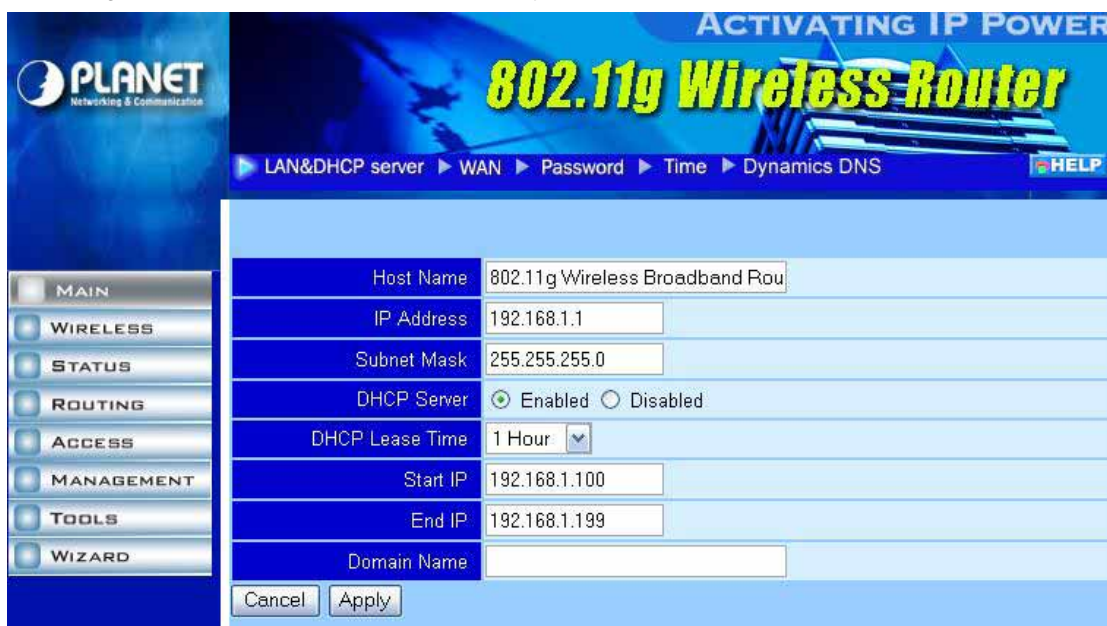 ACTIVATING IP POWER
PLANET
Networking & Communication
802.11g Wireless Router
LAN&DHCP server WAN Password Time Dynamics DNS HELP
MAIN
WIRELESS
STATUS
ROUTING
ACCESS
MANAGEMENT
TOOLS
WIZARD
Host Name 802.11g Wireless Broadband Rou
IP Address 192.168.1.1
Subnet Mask 255.255.255.0
DHCP Server Enabled Disabled
DHCP Lease Time 1 Hour
Start IP 192.168.1.100
End IP 192.168.1.199
Domain Name
Cancel Apply